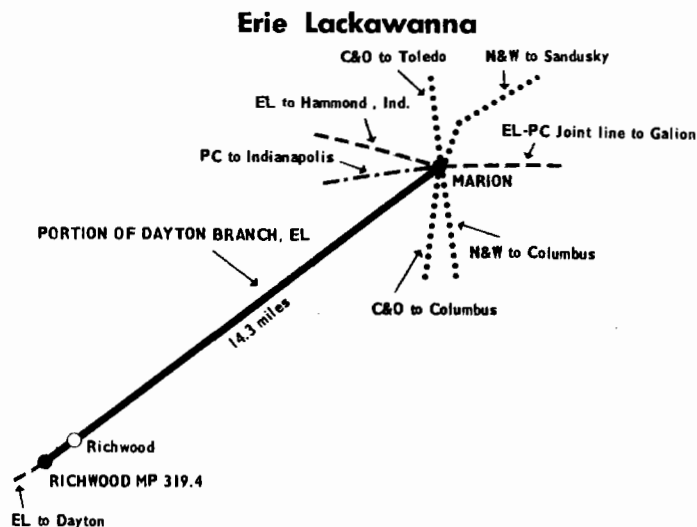 Erie Lackawanna
C&O to Toledo
N&W to Sandusky
EL to Hammond, Ind.
EL-PC Joint line to Galion
PC to Indianapolis
MARION
PORTION OF DAYTON BRANCH, EL
N&W to Columbus
C&O to Columbus
14.3 miles
Richwood
RICHWOOD MP 319.4
EL to Dayton